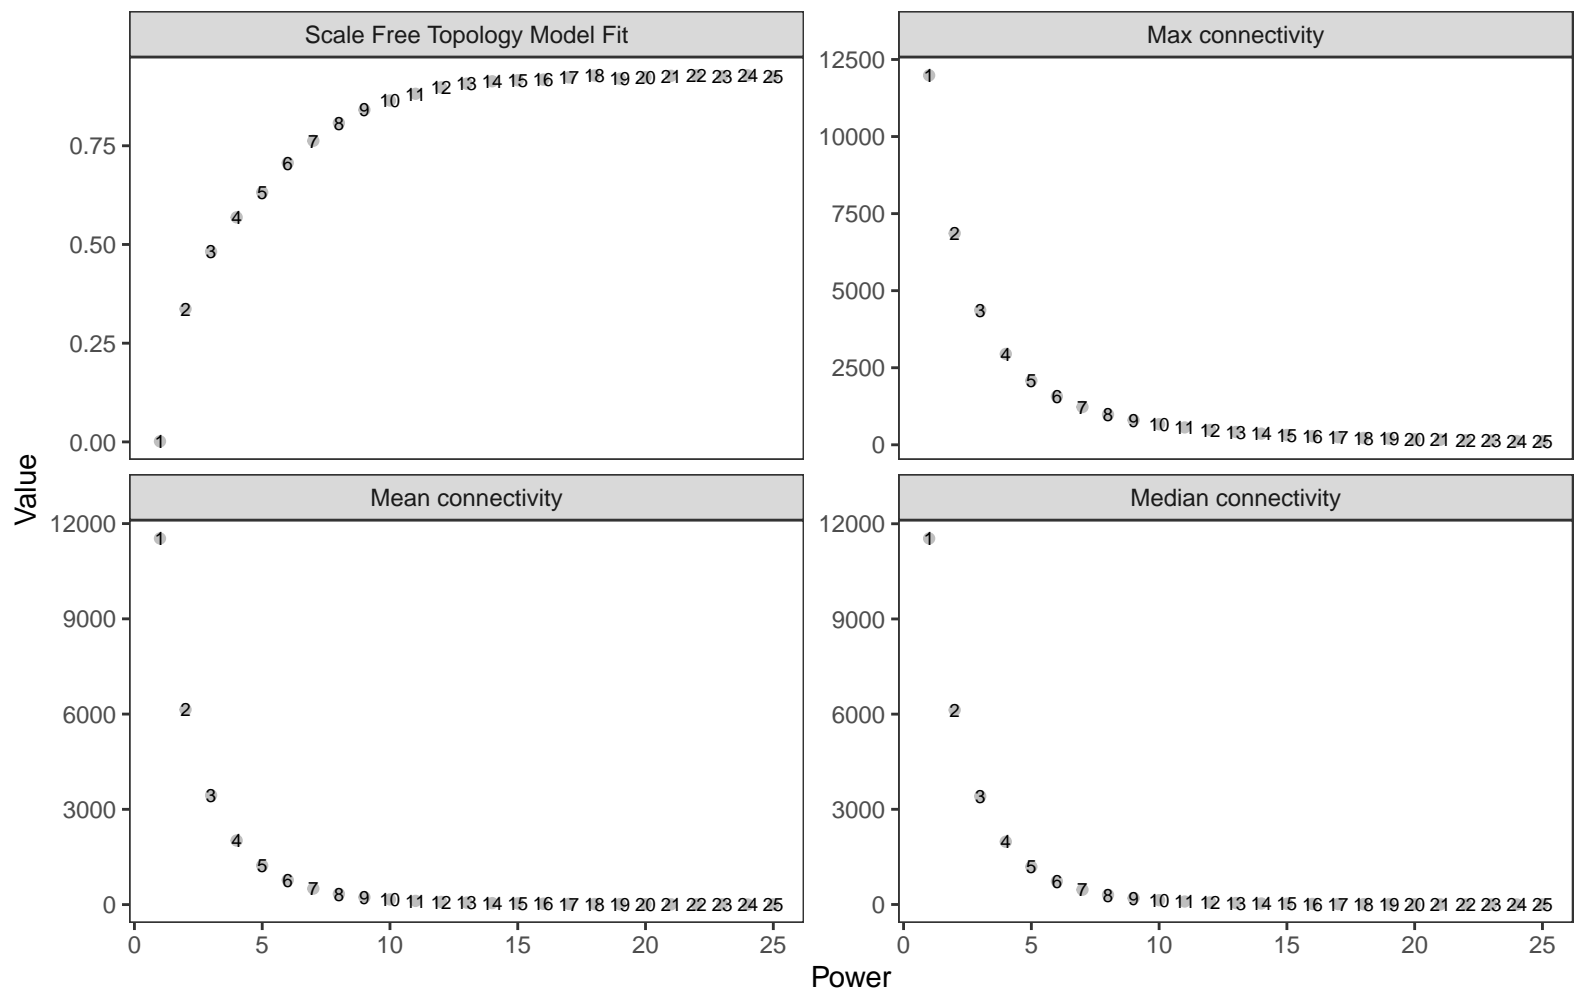 Scale Free Topology Model Fit
0.75
0.50
0.25
0.00
1 2 3 4 5 6 7 8 9 10 11 12 13 14 15 16 17 18 19 20 21 22 23 24 25
Max connectivity
12500
10000
7500
5000
2500
0
1 2 3 4 5 6 7 8 9 10 11 12 13 14 15 16 17 18 19 20 21 22 23 24 25
Value
Mean connectivity
12000
9000
6000
3000
0
1 2 3 4 5 6 7 8 9 10 11 12 13 14 15 16 17 18 19 20 21 22 23 24 25
0 5 10 15 20 25
Median connectivity
12000
9000
6000
3000
0
1 2 3 4 5 6 7 8 9 10 11 12 13 14 15 16 17 18 19 20 21 22 23 24 25
0 5 10 15 20 25
Power